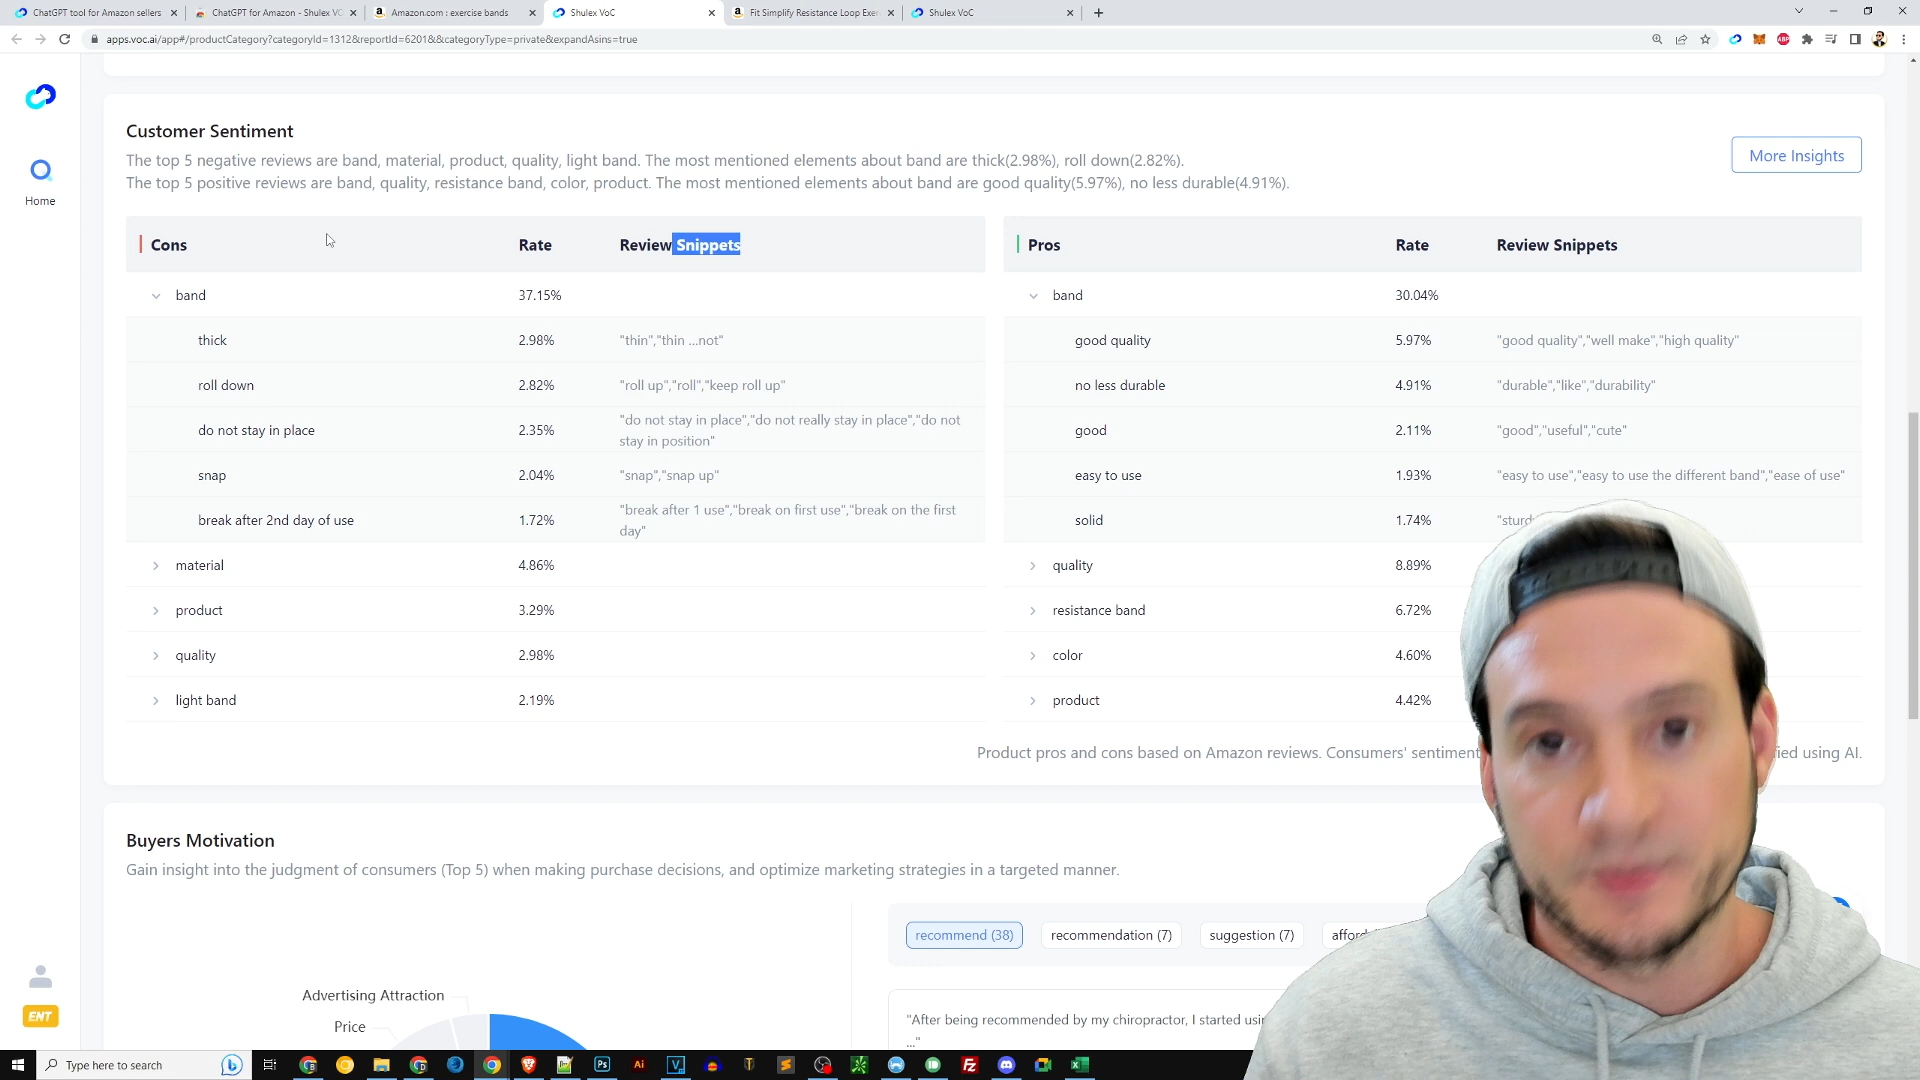 ChatGPT tool for Amazon sellers
ChatGPT for Amazon - Shulex VO
Amazon.com : exercise bands
Shulex VoC
Fit Simplify Resistance Loop Exer
Shulex VoC
apps.voc.ai/app#/productCategory?categoryId=1312&reportId=6201&&categoryType=private&expandAsins=true
ABP
Home
Customer Sentiment
The top 5 negative reviews are band, material, product, quality, light band. The most mentioned elements about band are thick(2.98%), roll down(2.82%).
The top 5 positive reviews are band, quality, resistance band, color, product. The most mentioned elements about band are good quality(5.97%), no less durable(4.91%).
More Insights
Cons Rate Review Snippets
band 37.15%
thick 2.98% "thin","thin ...not"
roll down 2.82% "roll up","roll","keep roll up"
do not stay in place 2.35% "do not stay in place","do not really stay in place","do not
stay in position"
snap 2.04% "snap","snap up"
break after 2nd day of use 1.72% "break after 1 use","break on first use","break on the first
day"
material 4.86%
product 3.29%
quality 2.98%
light band 2.19%
Pros Rate Review Snippets
band 30.04%
good quality 5.97% "good quality","well make","high quality"
no less durable 4.91% "durable","like","durability"
good 2.11% "good","useful","cute"
easy to use 1.93% "easy to use","easy to use the different band","ease of use"
solid 1.74% "sturd
quality 8.89%
resistance band 6.72%
color 4.60%
product 4.42%
Product pros and cons based on Amazon reviews. Consumers' sentiment ied using AI.
Buyers Motivation
Gain insight into the judgment of consumers (Top 5) when making purchase decisions, and optimize marketing strategies in a targeted manner.
recommend (38) recommendation (7) suggestion (7) afford
Advertising Attraction
Price
"After being recommended by my chiropractor, I started usin
..."
ENT
Type here to search
Ps
Ai
V
Fz